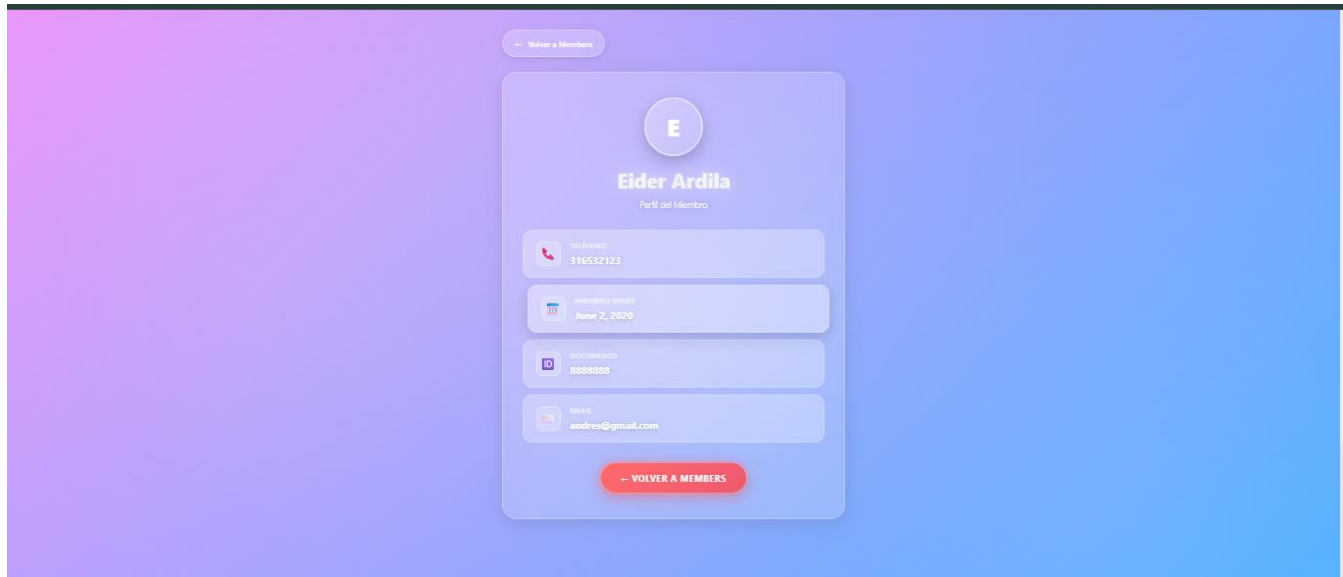 ← Volver a Members
E
Eider Ardila
Perfil del Miembro
TELÉFONO
316532123
MIEMBRO DESDE
June 2, 2020
ID
DOCUMENTO
8888888
EMAIL
andres@gmail.com
← VOLVER A MEMBERS